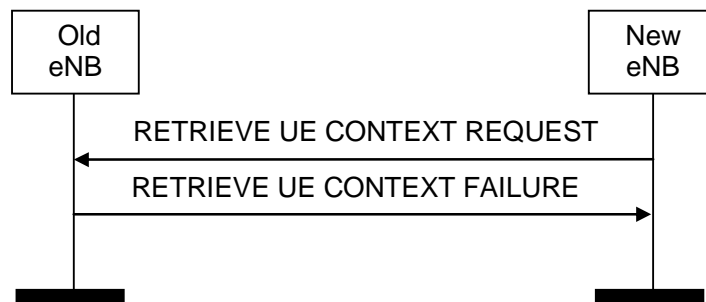 Old
eNB
New
eNB
RETRIEVE UE CONTEXT REQUEST
RETRIEVE UE CONTEXT FAILURE